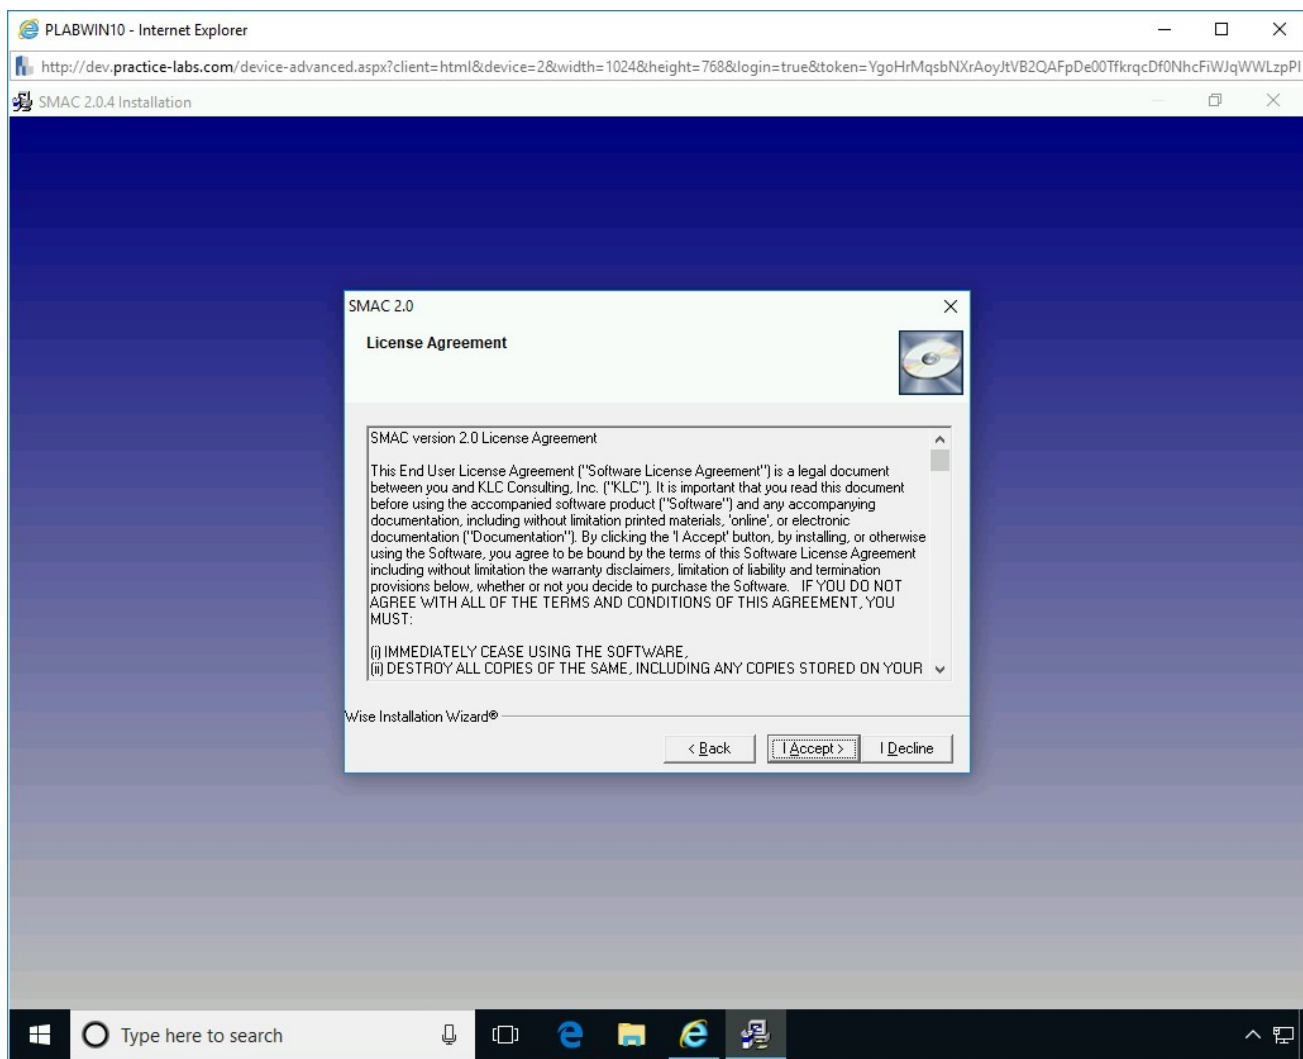 PLABWIN10 - Internet Explorer
http://dev.practice-labs.com/device-advanced.aspx?client=html&device=2&width=1024&height=768&login=true&token=YgoHrMqsbNXrAoyJtVB2QAFpDe00TfkrqcDf0NhcFiWJqWWLzpPI
SMAC 2.0.4 Installation
SMAC 2.0
License Agreement
SMAC version 2.0 License Agreement
This End User License Agreement ("Software License Agreement") is a legal document
between you and KLC Consulting, Inc. ("KLC"). It is important that you read this document
before using the accompanied software product ("Software") and any accompanying
documentation, including without limitation printed materials, 'online', or electronic
documentation ("Documentation"). By clicking the 'I Accept' button, by installing, or otherwise
using the Software, you agree to be bound by the terms of this Software License Agreement
including without limitation the warranty disclaimers, limitation of liability and termination
provisions below, whether or not you decide to purchase the Software. IF YOU DO NOT
AGREE WITH ALL OF THE TERMS AND CONDITIONS OF THIS AGREEMENT, YOU
MUST:
(i) IMMEDIATELY CEASE USING THE SOFTWARE,
(ii) DESTROY ALL COPIES OF THE SAME, INCLUDING ANY COPIES STORED ON YOUR
Wise Installation Wizard®
< Back
I Accept >
I Decline
Type here to search